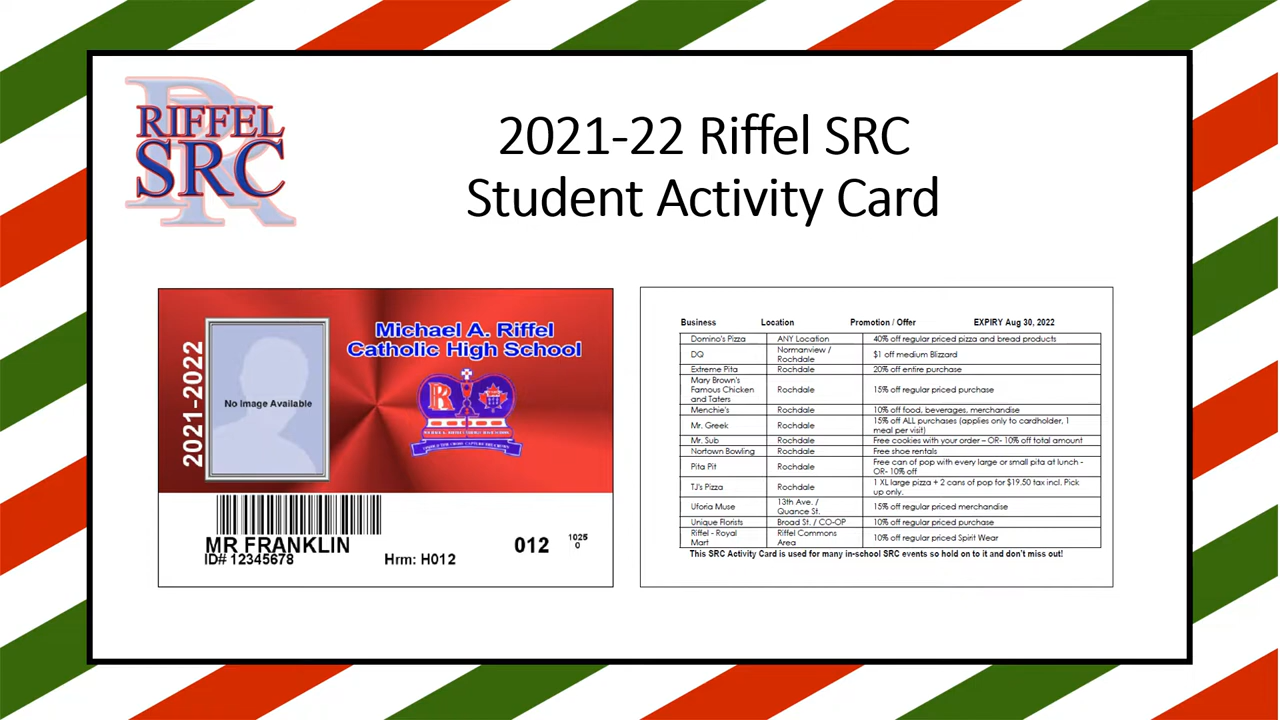 RIFFEL
SRC
2021-22 Riffel SRC
Student Activity Card
2021-2022
No Image Available
Michael A. Riffel
Catholic High School
MR FRANKLIN
ID# 12345678
Hrm: H012
012
1025
0
Business Location Promotion / Offer EXPIRY Aug 30, 2022
Domino's Pizza ANY Location 40% off regular priced pizza and bread products
DQ Normanview / Rochdale $1 off medium Blizzard
Extreme Pita Rochdale 20% off entire purchase
Mary Brown's Famous Chicken and Taters Rochdale 15% off regular priced purchase
Menchie's Rochdale 10% off food, beverages, merchandise
Mr. Greek Rochdale 15% off ALL purchases (applies only to cardholder, 1 meal per visit)
Mr. Sub Rochdale Free cookies with your order – OR- 10% off total amount
Nortown Bowling Rochdale Free shoe rentals
Pita Pit Rochdale Free can of pop with every large or small pita at lunch - OR- 10% off
TJ's Pizza Rochdale 1 XL large pizza + 2 cans of pop for $19.50 tax incl. Pick up only.
Uforia Muse 13th Ave. / Quance St. 15% off regular priced merchandise
Unique Florists Broad St. / CO-OP 10% off regular priced purchase
Riffel - Royal Mart Riffel Commons Area 10% off regular priced Spirit Wear
This SRC Activity Card is used for many in-school SRC events so hold on to it and don't miss out!